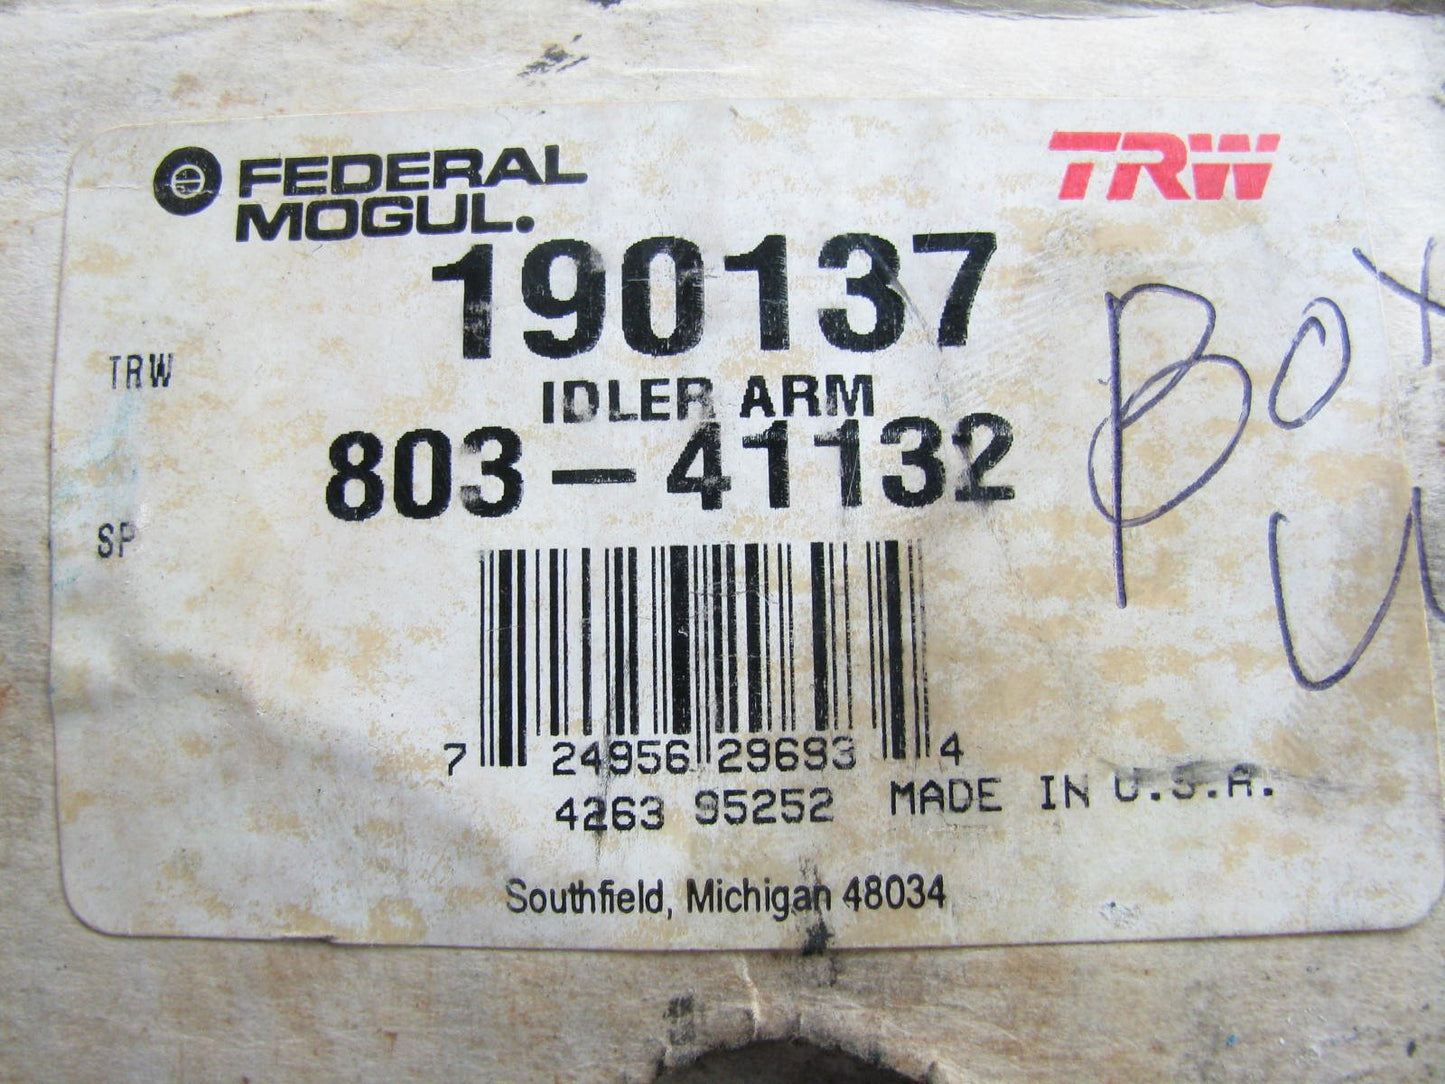 FEDERAL
MOGUL.
TRW
190137
TRW
IDLER ARM
803-41132
SP
Box
U
7 24956 29693 4
4263 95252 MADE IN U.S.A.
Southfield, Michigan 48034